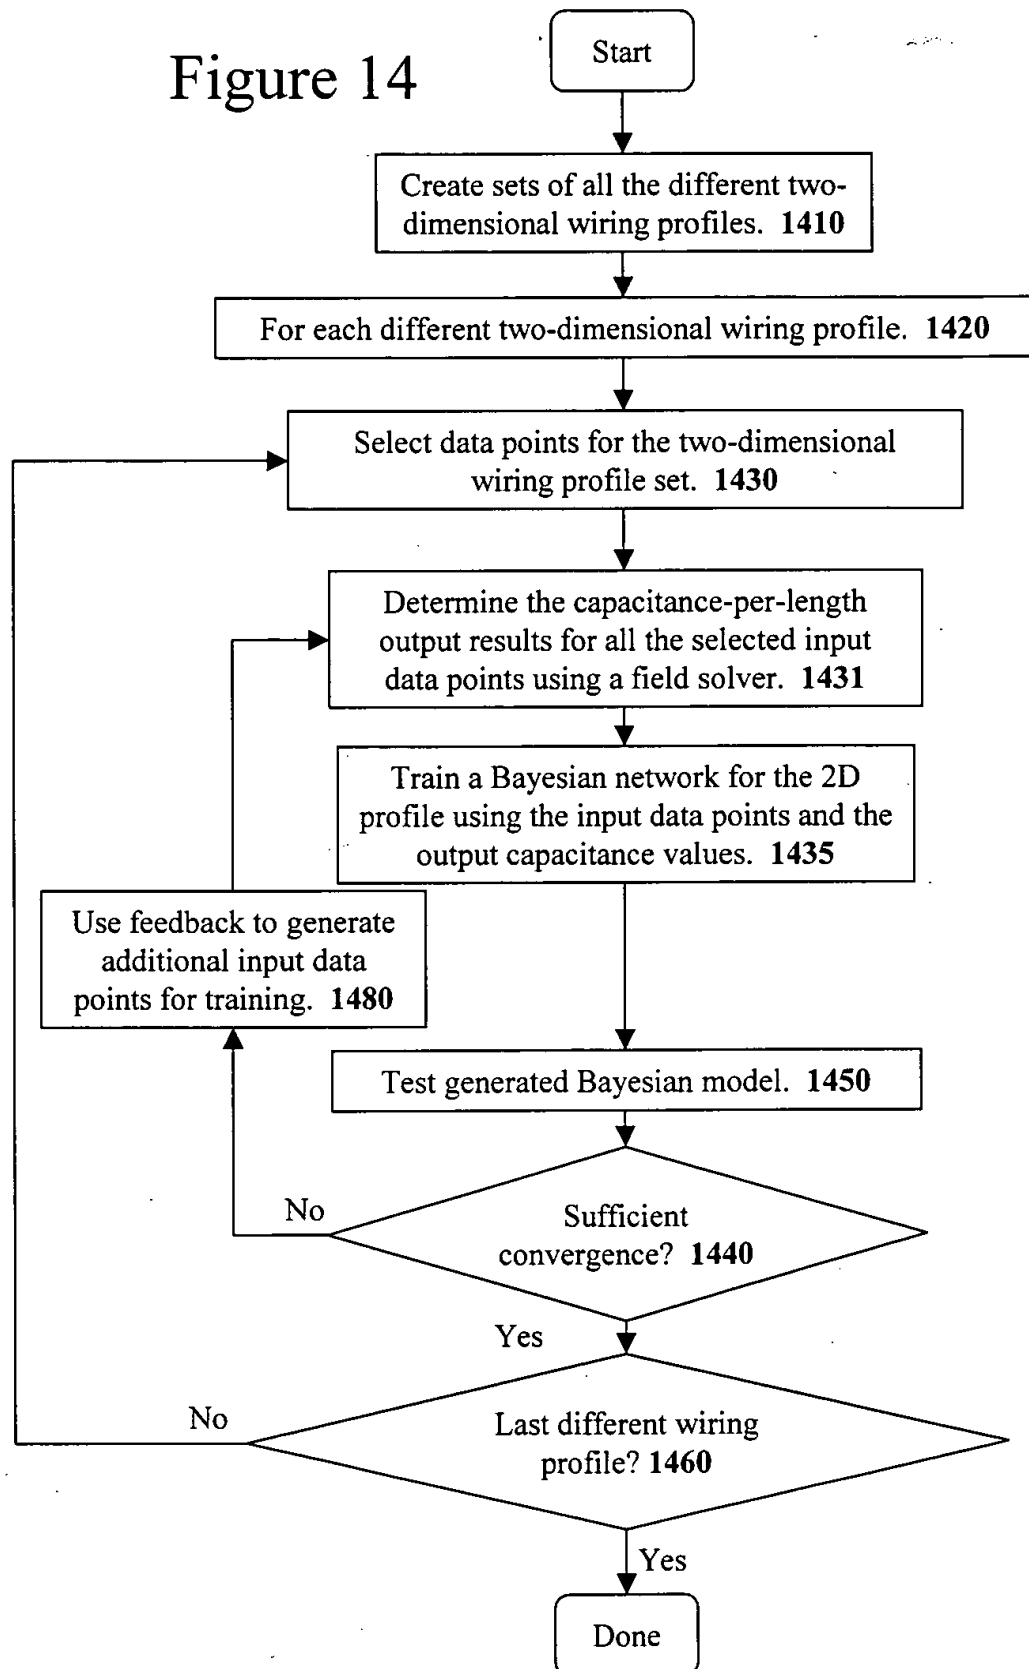 Figure 14
Start
Create sets of all the different two-
dimensional wiring profiles. 1410
For each different two-dimensional wiring profile. 1420
Select data points for the two-dimensional
wiring profile set. 1430
Determine the capacitance-per-length
output results for all the selected input
data points using a field solver. 1431
Train a Bayesian network for the 2D
profile using the input data points and the
output capacitance values. 1435
Use feedback to generate
additional input data
points for training. 1480
Test generated Bayesian model. 1450
No
Sufficient
convergence? 1440
Yes
No
Last different wiring
profile? 1460
Yes
Done